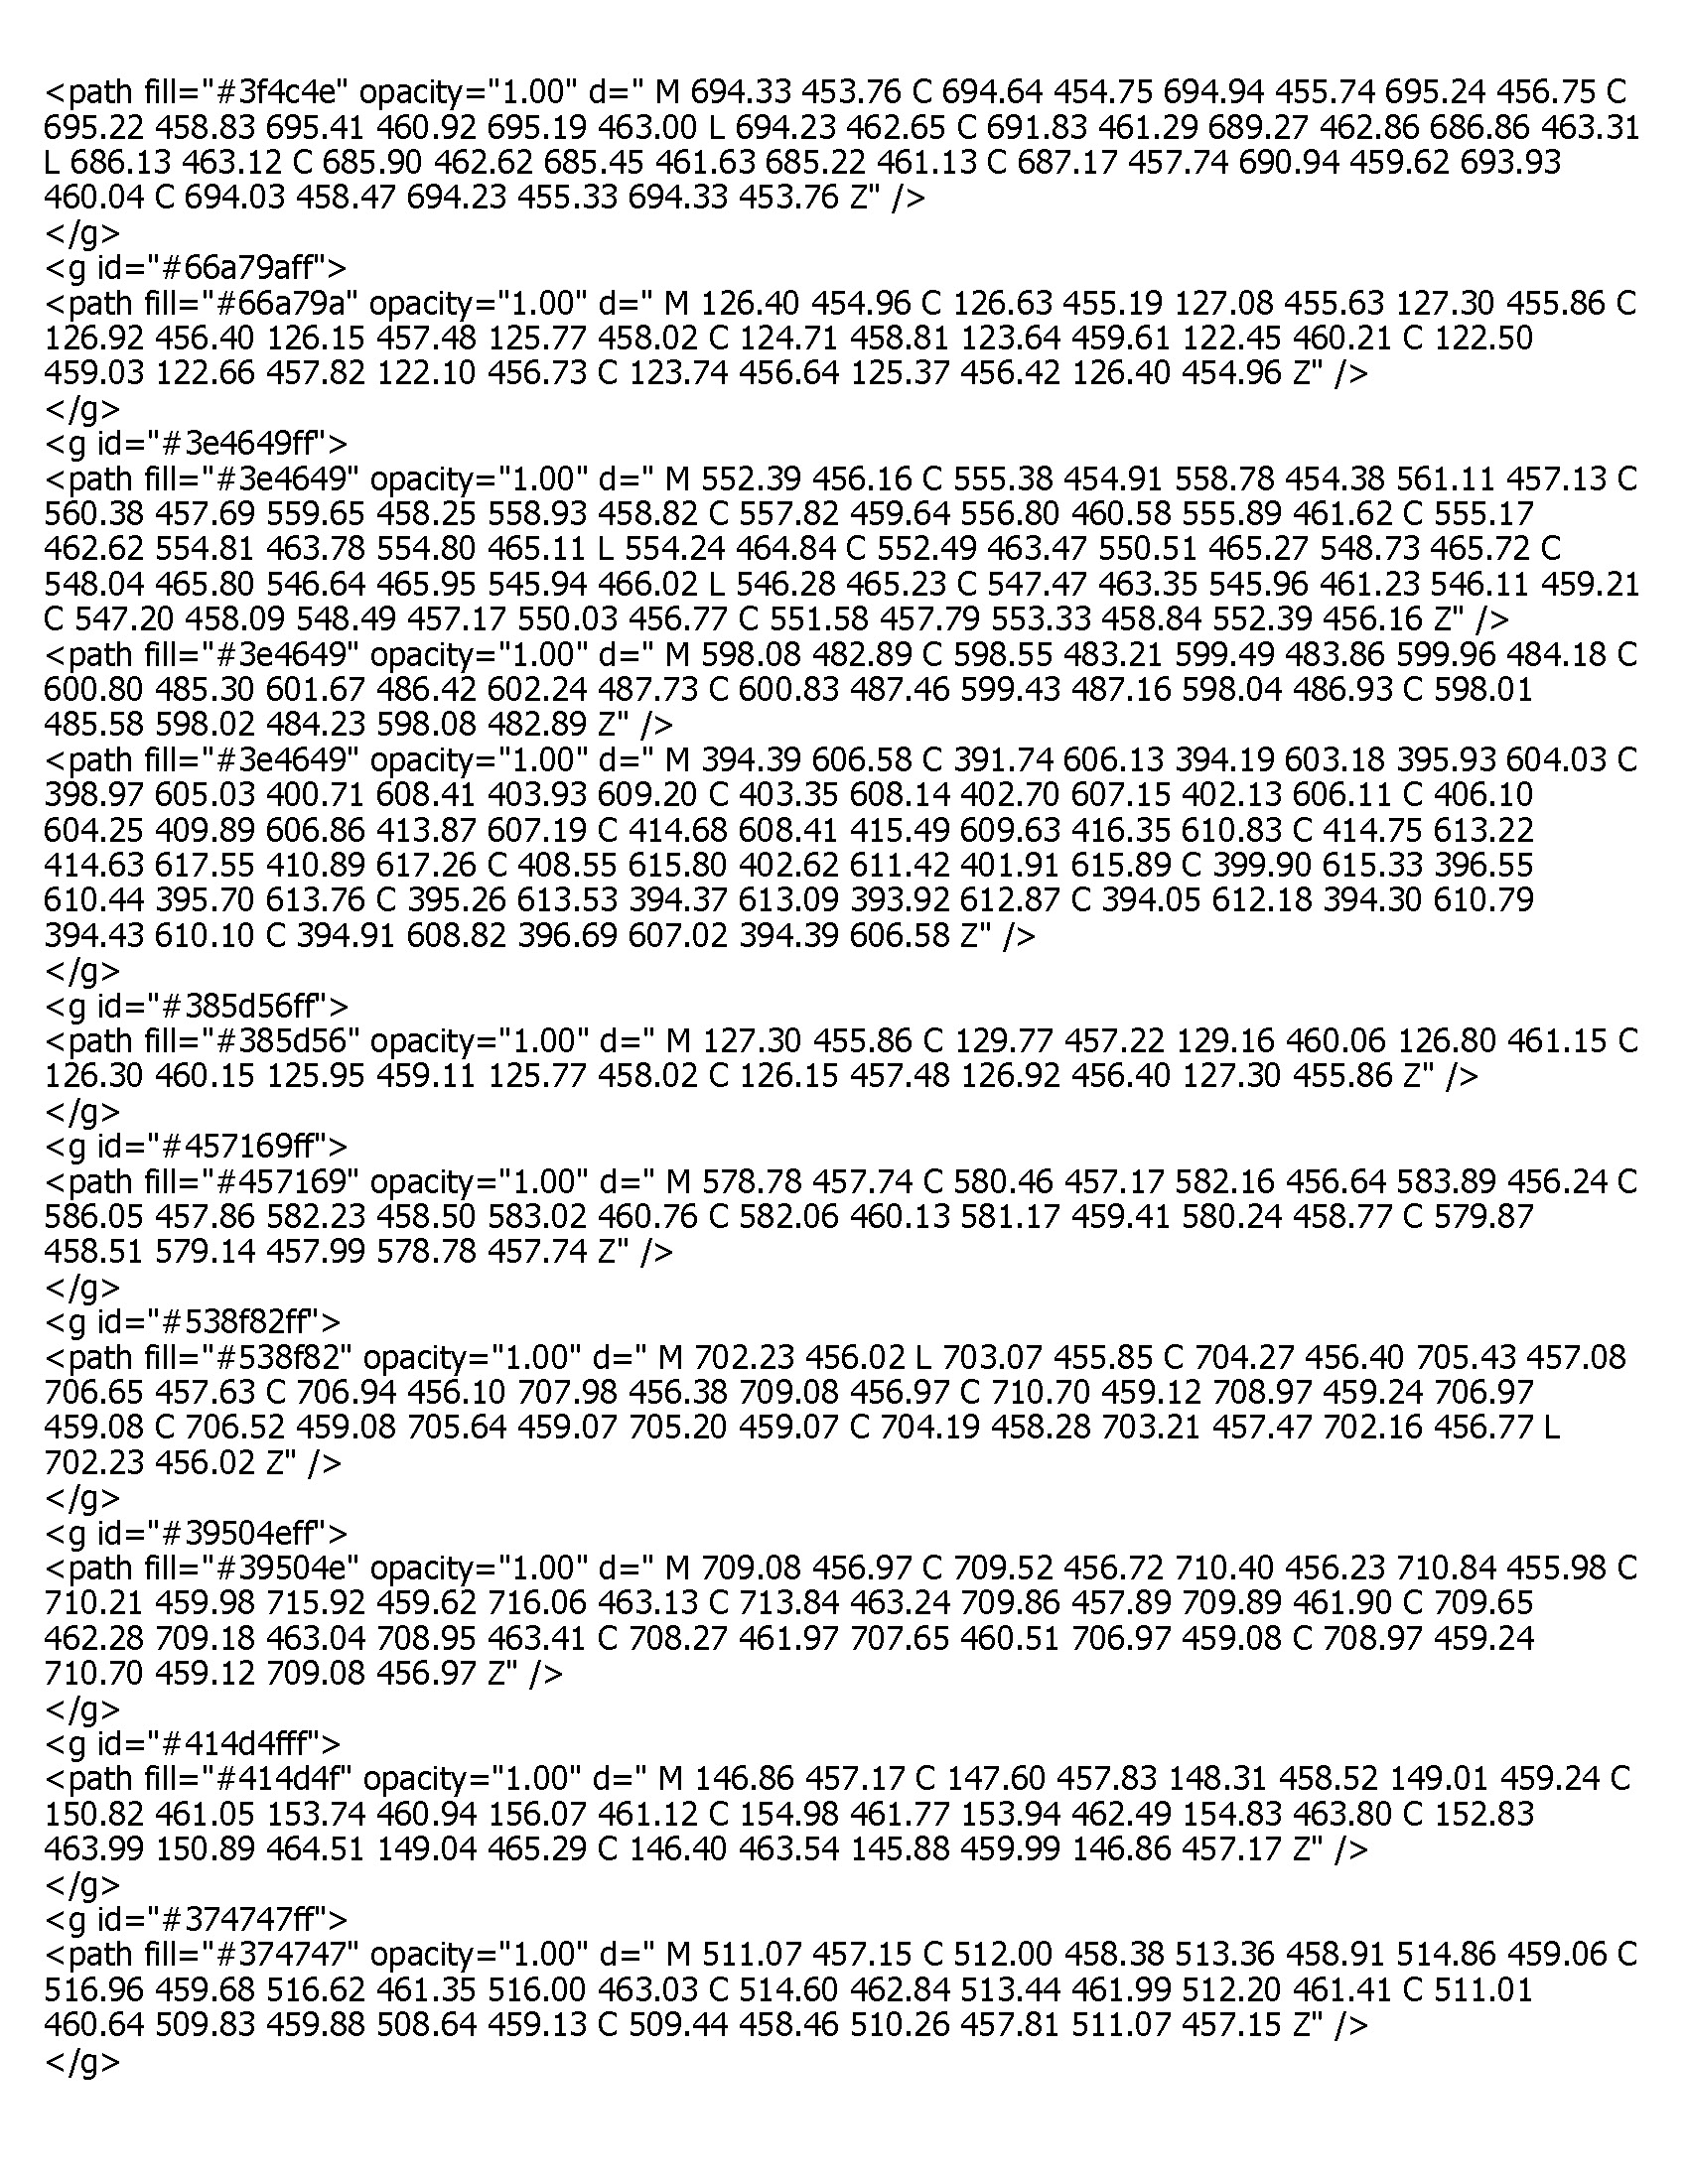 <path fill="#3f4c4e" opacity="1.00" d=" M 694.33 453.76 C 694.64 454.75 694.94 455.74 695.24 456.75 C
695.22 458.83 695.41 460.92 695.19 463.00 L 694.23 462.65 C 691.83 461.29 689.27 462.86 686.86 463.31
L 686.13 463.12 C 685.90 462.62 685.45 461.63 685.22 461.13 C 687.17 457.74 690.94 459.62 693.93
460.04 C 694.03 458.47 694.23 455.33 694.33 453.76 Z" />
</g>
<g id="#66a79aff">
<path fill="#66a79a" opacity="1.00" d=" M 126.40 454.96 C 126.63 455.19 127.08 455.63 127.30 455.86 C
126.92 456.40 126.15 457.48 125.77 458.02 C 124.71 458.81 123.64 459.61 122.45 460.21 C 122.50
459.03 122.66 457.82 122.10 456.73 C 123.74 456.64 125.37 456.42 126.40 454.96 Z" />
</g>
<g id="#3e4649ff">
<path fill="#3e4649" opacity="1.00" d=" M 552.39 456.16 C 555.38 454.91 558.78 454.38 561.11 457.13 C
560.38 457.69 559.65 458.25 558.93 458.82 C 557.82 459.64 556.80 460.58 555.89 461.62 C 555.17
462.62 554.81 463.78 554.80 465.11 L 554.24 464.84 C 552.49 463.47 550.51 465.27 548.73 465.72 C
548.04 465.80 546.64 465.95 545.94 466.02 L 546.28 465.23 C 547.47 463.35 545.96 461.23 546.11 459.21
C 547.20 458.09 548.49 457.17 550.03 456.77 C 551.58 457.79 553.33 458.84 552.39 456.16 Z" />
<path fill="#3e4649" opacity="1.00" d=" M 598.08 482.89 C 598.55 483.21 599.49 483.86 599.96 484.18 C
600.80 485.30 601.67 486.42 602.24 487.73 C 600.83 487.46 599.43 487.16 598.04 486.93 C 598.01
485.58 598.02 484.23 598.08 482.89 Z" />
<path fill="#3e4649" opacity="1.00" d=" M 394.39 606.58 C 391.74 606.13 394.19 603.18 395.93 604.03 C
398.97 605.03 400.71 608.41 403.93 609.20 C 403.35 608.14 402.70 607.15 402.13 606.11 C 406.10
604.25 409.89 606.86 413.87 607.19 C 414.68 608.41 415.49 609.63 416.35 610.83 C 414.75 613.22
414.63 617.55 410.89 617.26 C 408.55 615.80 402.62 611.42 401.91 615.89 C 399.90 615.33 396.55
610.44 395.70 613.76 C 395.26 613.53 394.37 613.09 393.92 612.87 C 394.05 612.18 394.30 610.79
394.43 610.10 C 394.91 608.82 396.69 607.02 394.39 606.58 Z" />
</g>
<g id="#385d56ff">
<path fill="#385d56" opacity="1.00" d=" M 127.30 455.86 C 129.77 457.22 129.16 460.06 126.80 461.15 C
126.30 460.15 125.95 459.11 125.77 458.02 C 126.15 457.48 126.92 456.40 127.30 455.86 Z" />
</g>
<g id="#457169ff">
<path fill="#457169" opacity="1.00" d=" M 578.78 457.74 C 580.46 457.17 582.16 456.64 583.89 456.24 C
586.05 457.86 582.23 458.50 583.02 460.76 C 582.06 460.13 581.17 459.41 580.24 458.77 C 579.87
458.51 579.14 457.99 578.78 457.74 Z" />
</g>
<g id="#538f82ff">
<path fill="#538f82" opacity="1.00" d=" M 702.23 456.02 L 703.07 455.85 C 704.27 456.40 705.43 457.08
706.65 457.63 C 706.94 456.10 707.98 456.38 709.08 456.97 C 710.70 459.12 708.97 459.24 706.97
459.08 C 706.52 459.08 705.64 459.07 705.20 459.07 C 704.19 458.28 703.21 457.47 702.16 456.77 L
702.23 456.02 Z" />
</g>
<g id="#39504eff">
<path fill="#39504e" opacity="1.00" d=" M 709.08 456.97 C 709.52 456.72 710.40 456.23 710.84 455.98 C
710.21 459.98 715.92 459.62 716.06 463.13 C 713.84 463.24 709.86 457.89 709.89 461.90 C 709.65
462.28 709.18 463.04 708.95 463.41 C 708.27 461.97 707.65 460.51 706.97 459.08 C 708.97 459.24
710.70 459.12 709.08 456.97 Z" />
</g>
<g id="#414d4fff">
<path fill="#414d4f" opacity="1.00" d=" M 146.86 457.17 C 147.60 457.83 148.31 458.52 149.01 459.24 C
150.82 461.05 153.74 460.94 156.07 461.12 C 154.98 461.77 153.94 462.49 154.83 463.80 C 152.83
463.99 150.89 464.51 149.04 465.29 C 146.40 463.54 145.88 459.99 146.86 457.17 Z" />
</g>
<g id="#374747ff">
<path fill="#374747" opacity="1.00" d=" M 511.07 457.15 C 512.00 458.38 513.36 458.91 514.86 459.06 C
516.96 459.68 516.62 461.35 516.00 463.03 C 514.60 462.84 513.44 461.99 512.20 461.41 C 511.01
460.64 509.83 459.88 508.64 459.13 C 509.44 458.46 510.26 457.81 511.07 457.15 Z" />
</g>